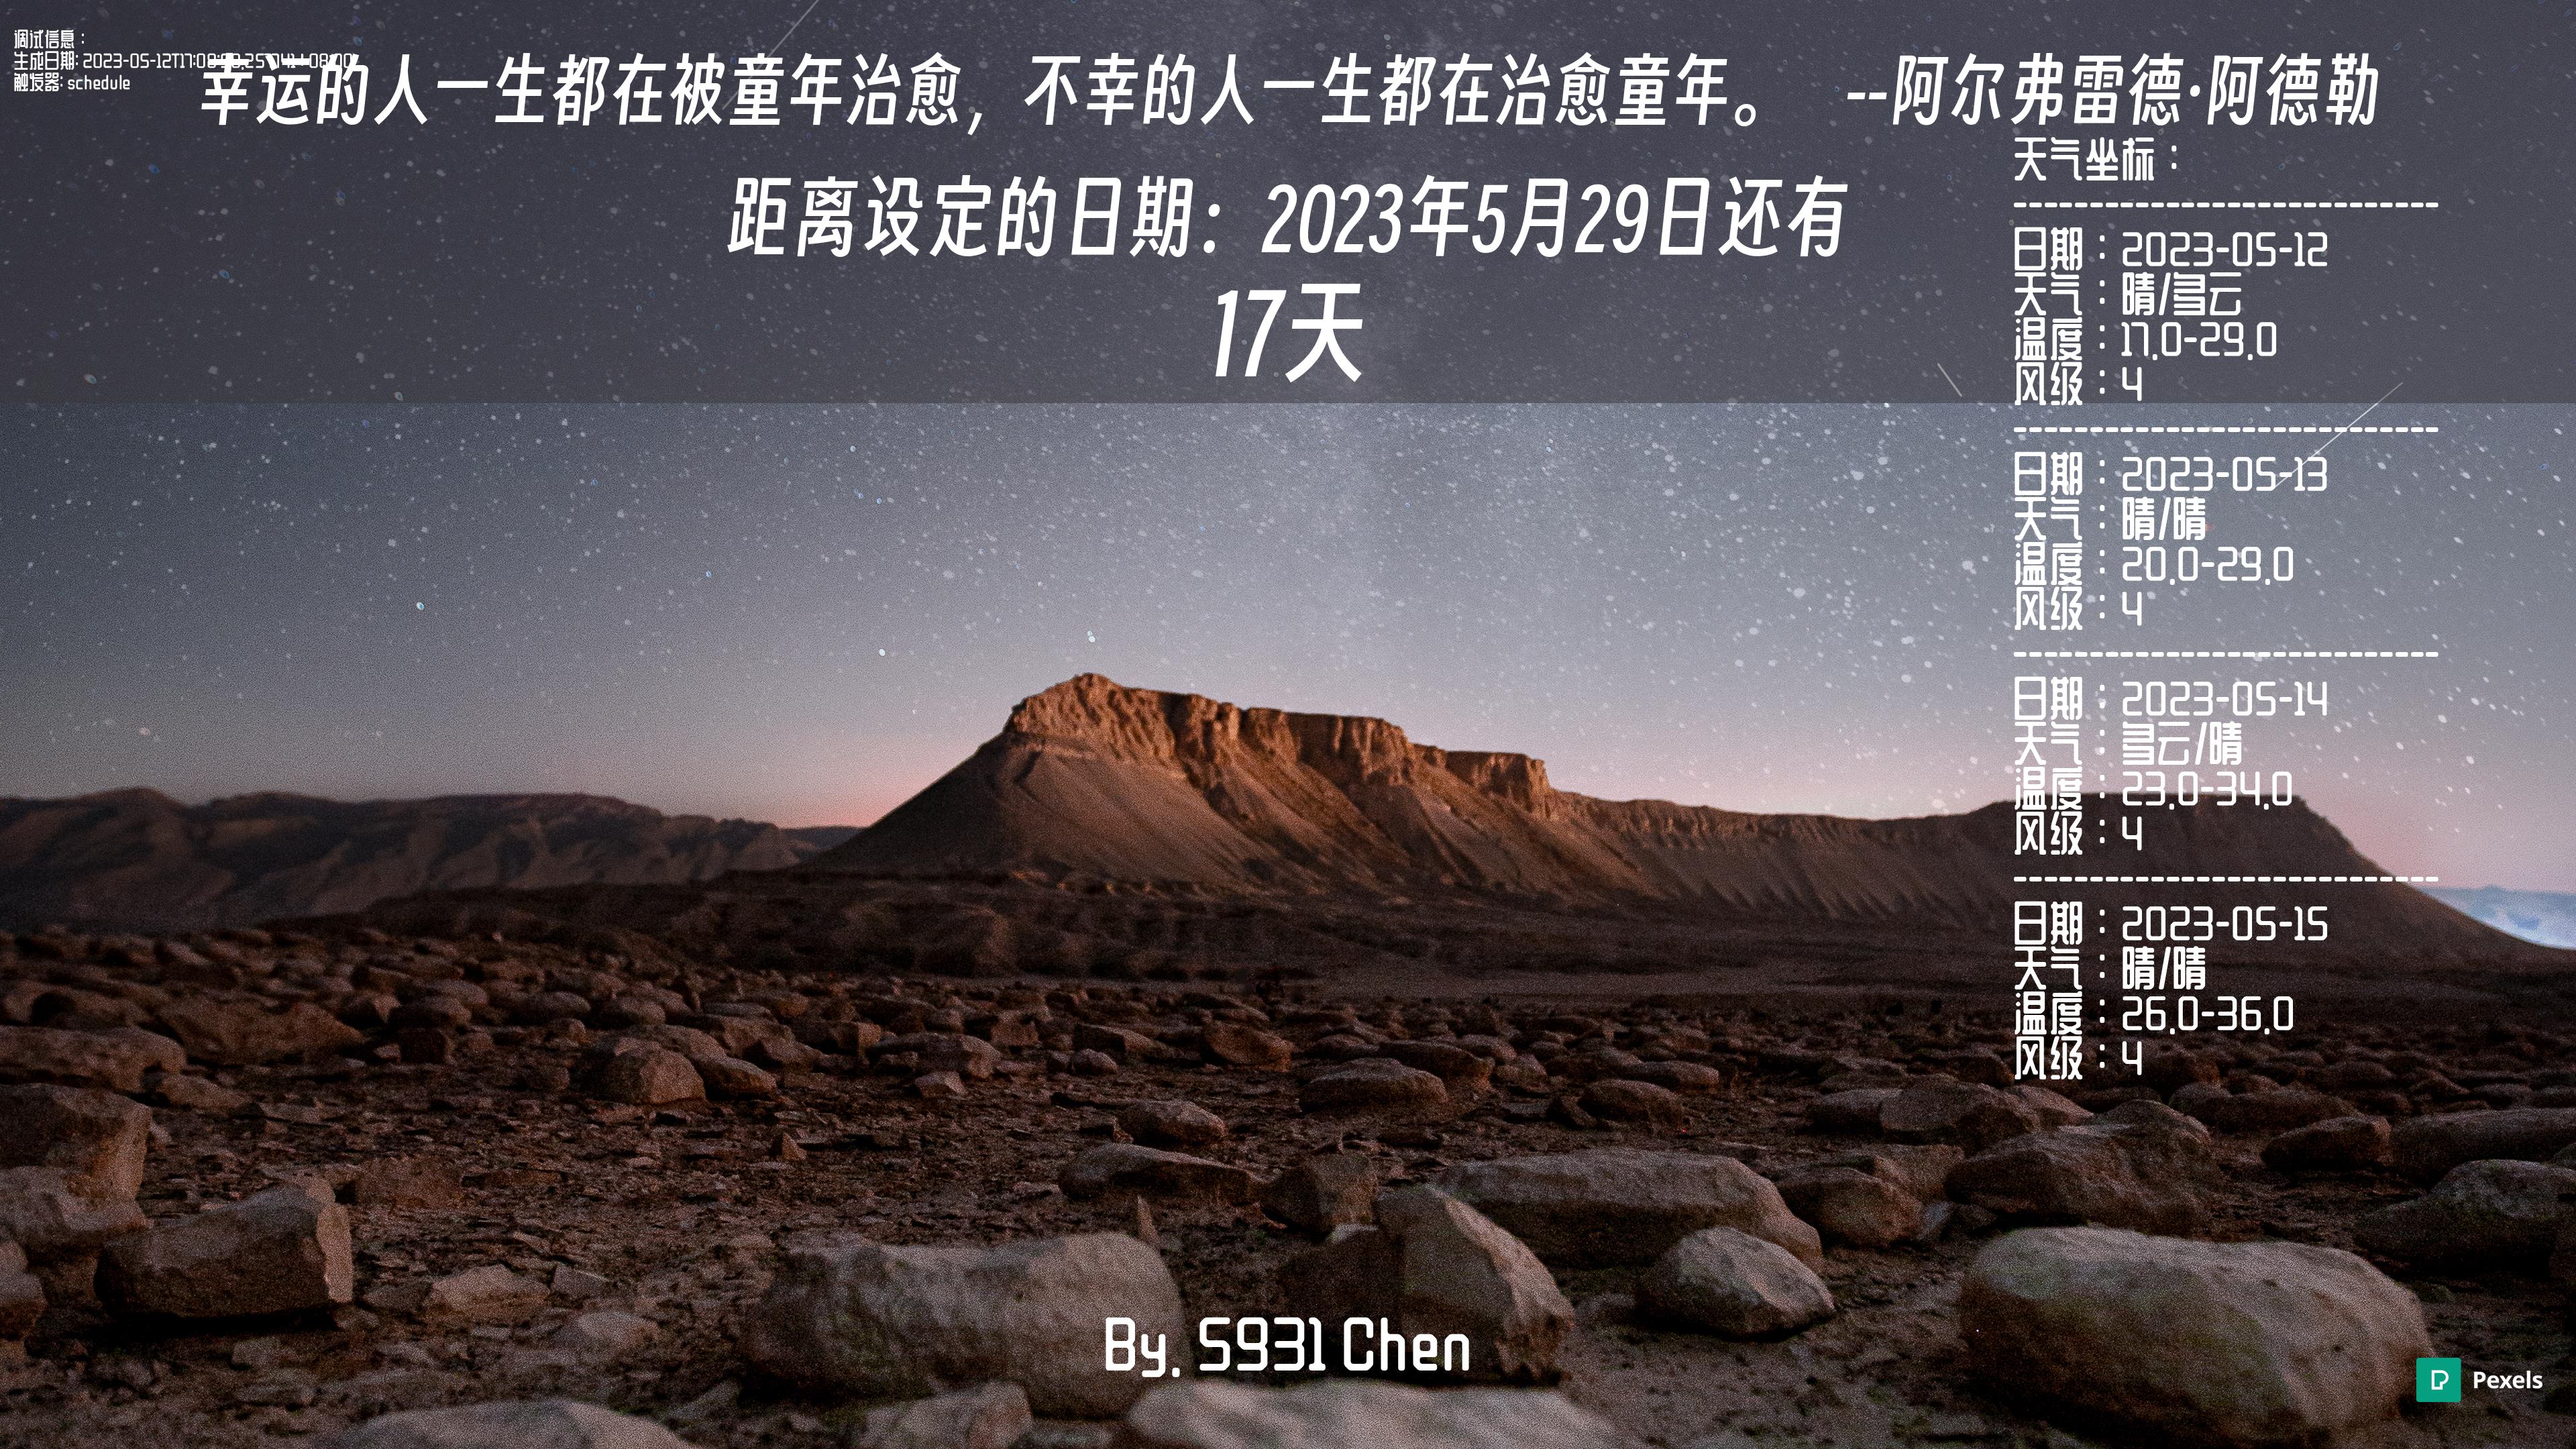 调试信息：
生成日期: 2023-05-12T17:08:
触发器: schedule
幸运的人一生都在被童年治愈，不幸的人一生都在治愈童年。 --阿尔弗雷德·阿德勒
距离设定的日期：2023年5月29日还有
17天
天气坐标：
----------------------------
日期：2023-05-12
天气：晴/多云
温度：17.0-29.0
风级：4
----------------------------
日期：2023-05-13
天气：晴/晴
温度：20.0-29.0
风级：4
----------------------------
日期：2023-05-14
天气：多云/晴
温度：23.0-34.0
风级：4
----------------------------
日期：2023-05-15
天气：晴/晴
温度：26.0-36.0
风级：4
By. S931 Chen
Pexels